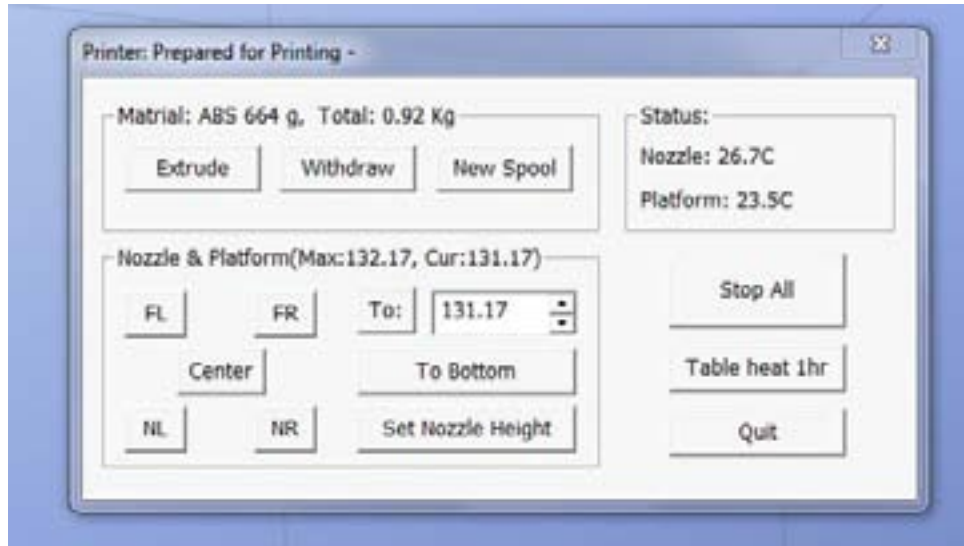 Printer: Prepared for Printing -
Matrial: ABS 664 g, Total: 0.92 Kg
Extrude
Withdraw
New Spool
Status:
Nozzle: 26.7C
Platform: 23.5C
Nozzle & Platform(Max:132.17, Cur:131.17)
FL
FR
To:
131.17
Center
To Bottom
NL
NR
Set Nozzle Height
Stop All
Table heat 1hr
Quit